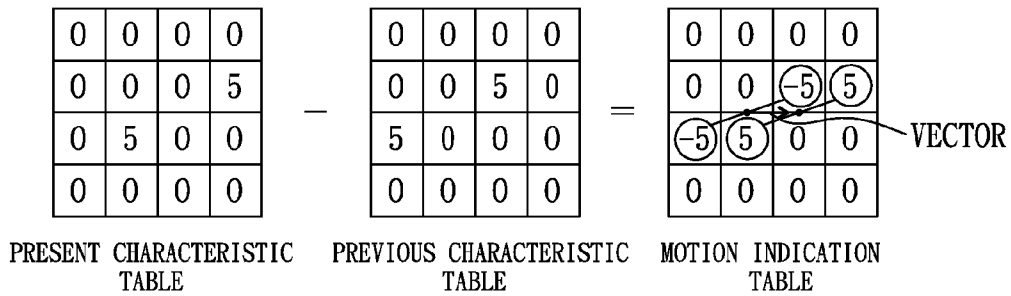 0 0 0 0 0 0 0 0 0 0 0 0
0 0 0 5 0 0 5 0 0 0 -5 5
− =
0 5 0 0 5 0 0 0 -5 5 0 0 VECTOR
0 0 0 0 0 0 0 0 0 0 0 0
PRESENT CHARACTERISTIC PREVIOUS CHARACTERISTIC MOTION INDICATION
TABLE TABLE TABLE